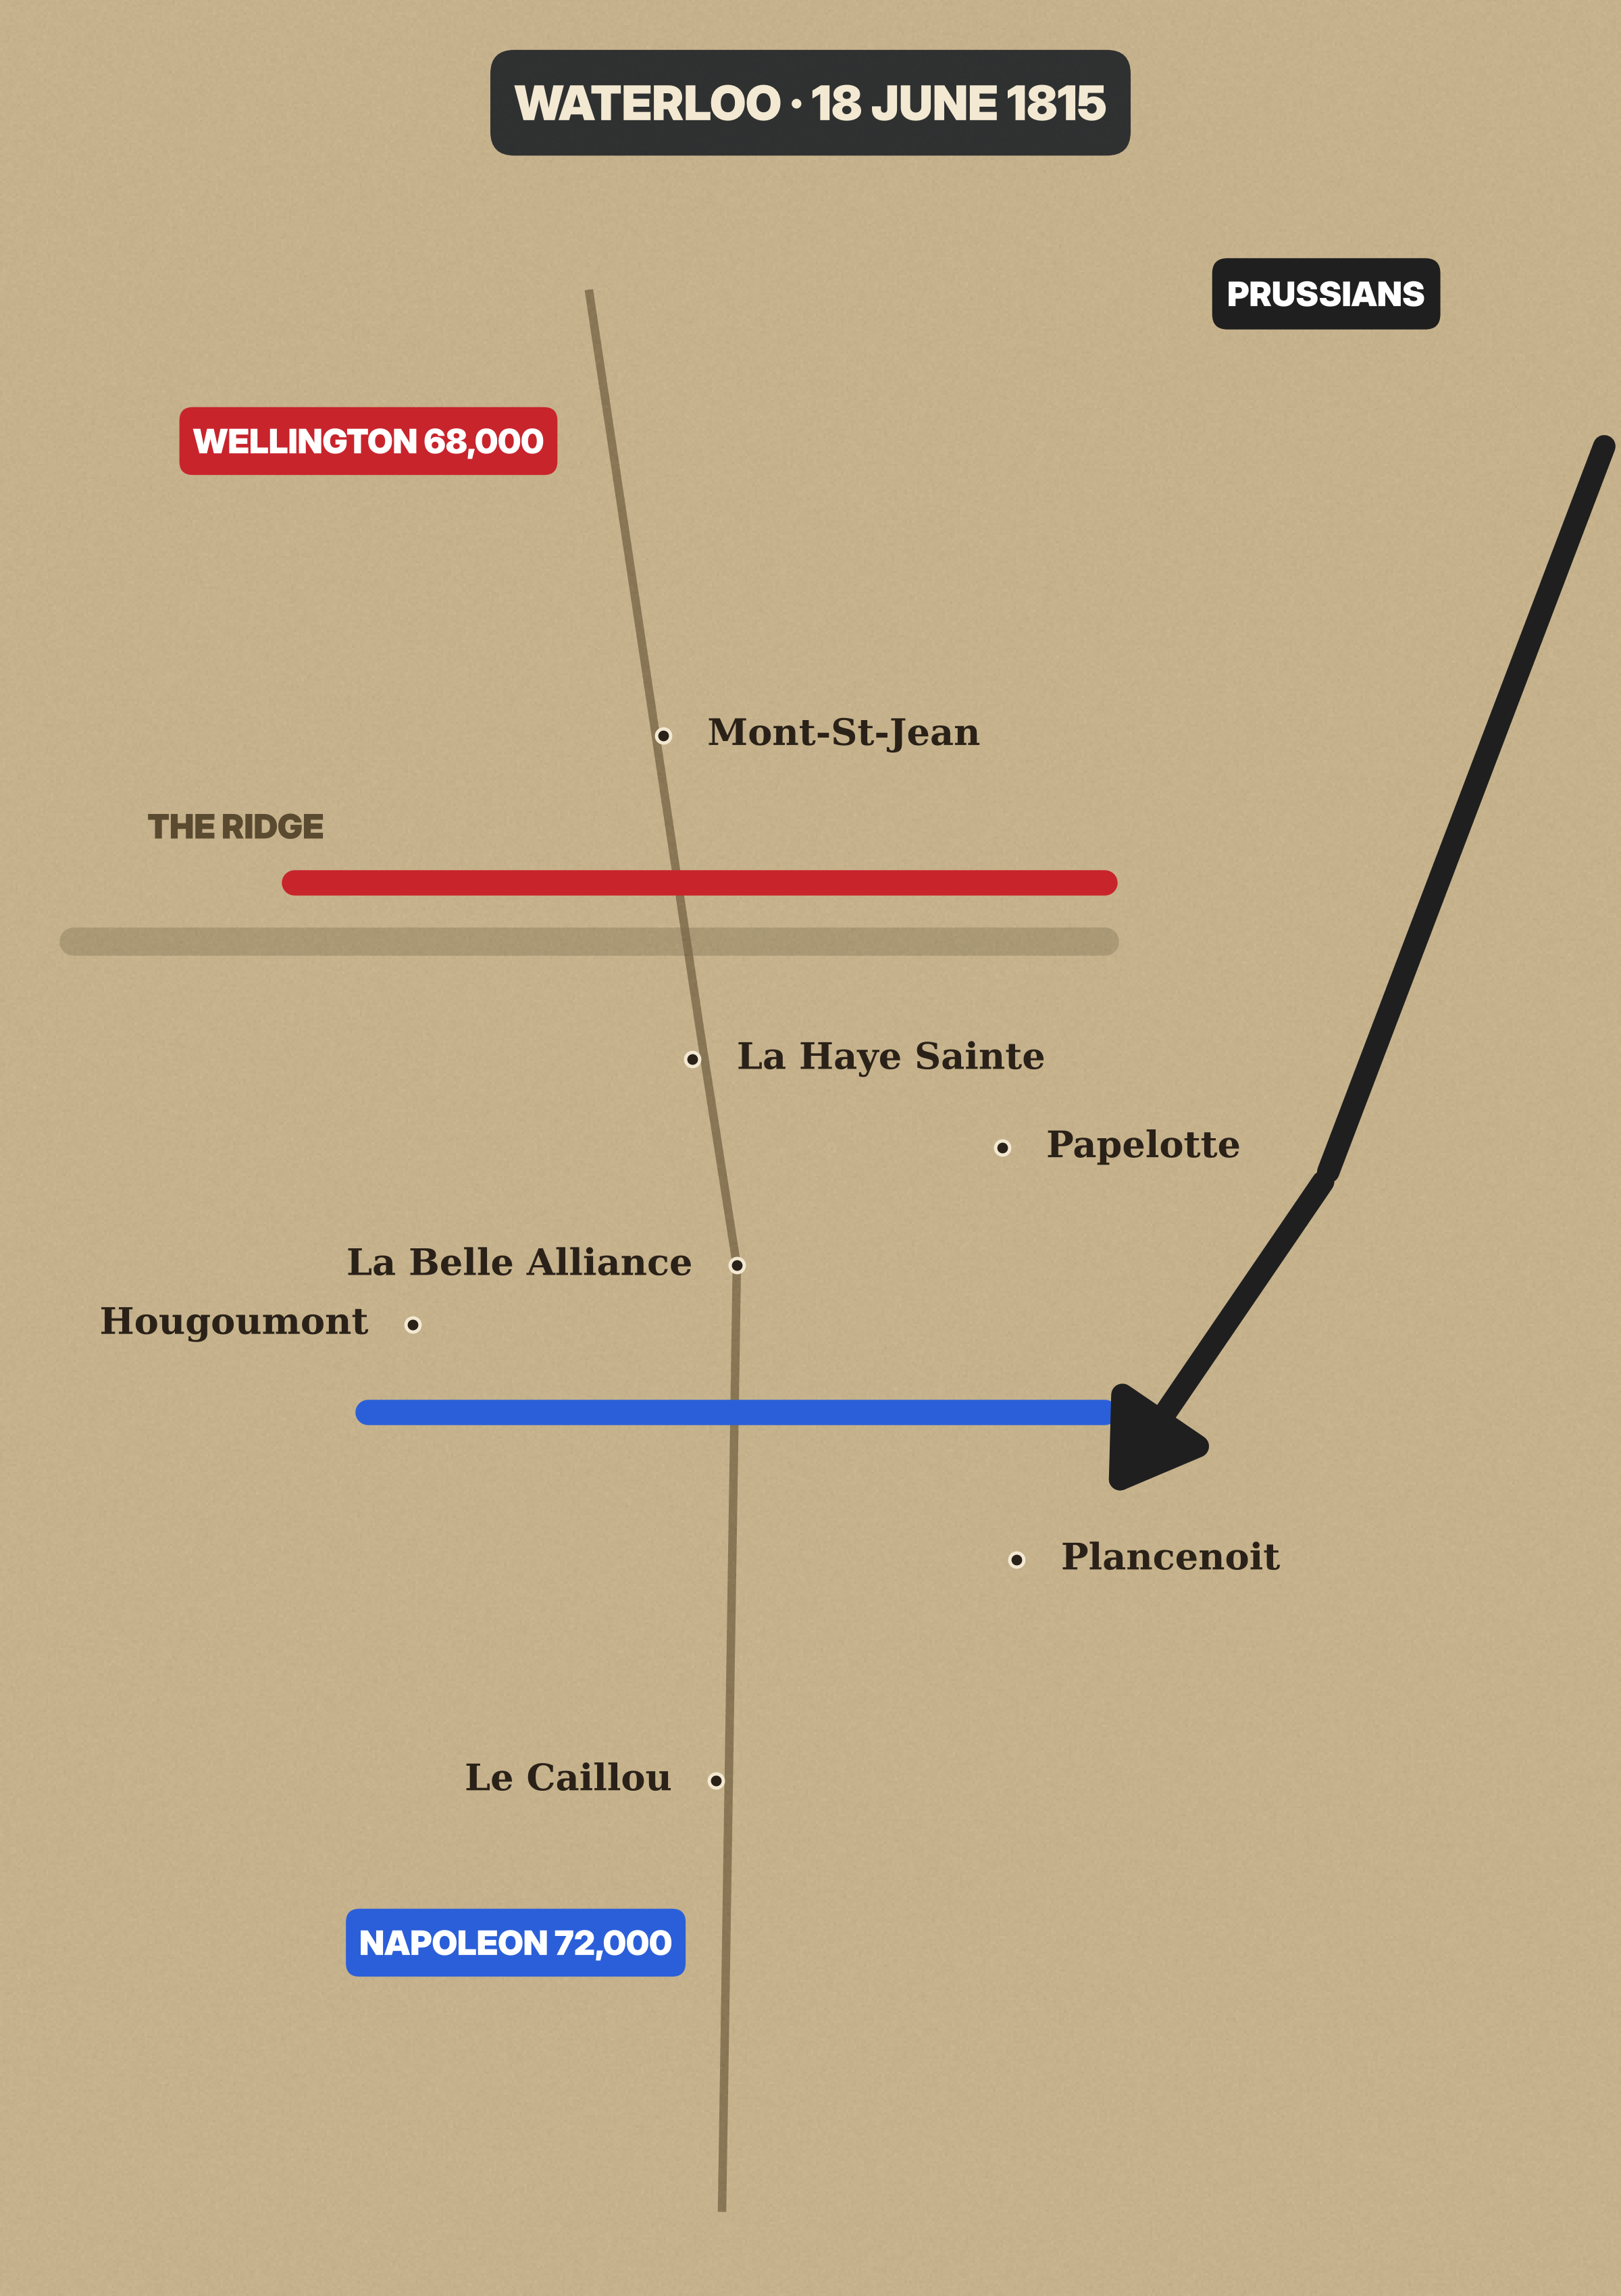 WATERLOO · 18 JUNE 1815
PRUSSIANS
WELLINGTON 68,000
Mont-St-Jean
THE RIDGE
La Haye Sainte
Papelotte
La Belle Alliance
Hougoumont
Plancenoit
Le Caillou
NAPOLEON 72,000